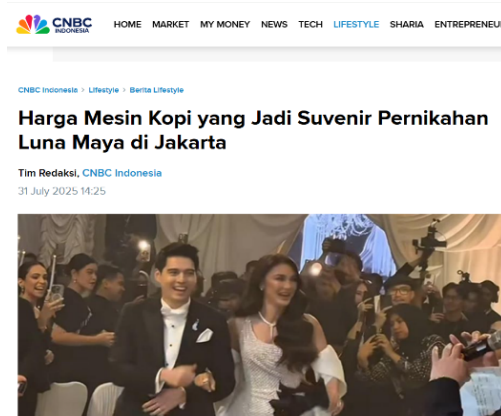 CNBC
INDONESIA
HOME MARKET MY MONEY NEWS TECH LIFESTYLE SHARIA
CNBC Indonesia > Lifestyle > Berita Lifestyle
Harga Mesin Kopi yang Jadi Suvenir Pernikahan
Luna Maya di Jakarta
Tim Redaksi, CNBC Indonesia
31 July 2025 14:25